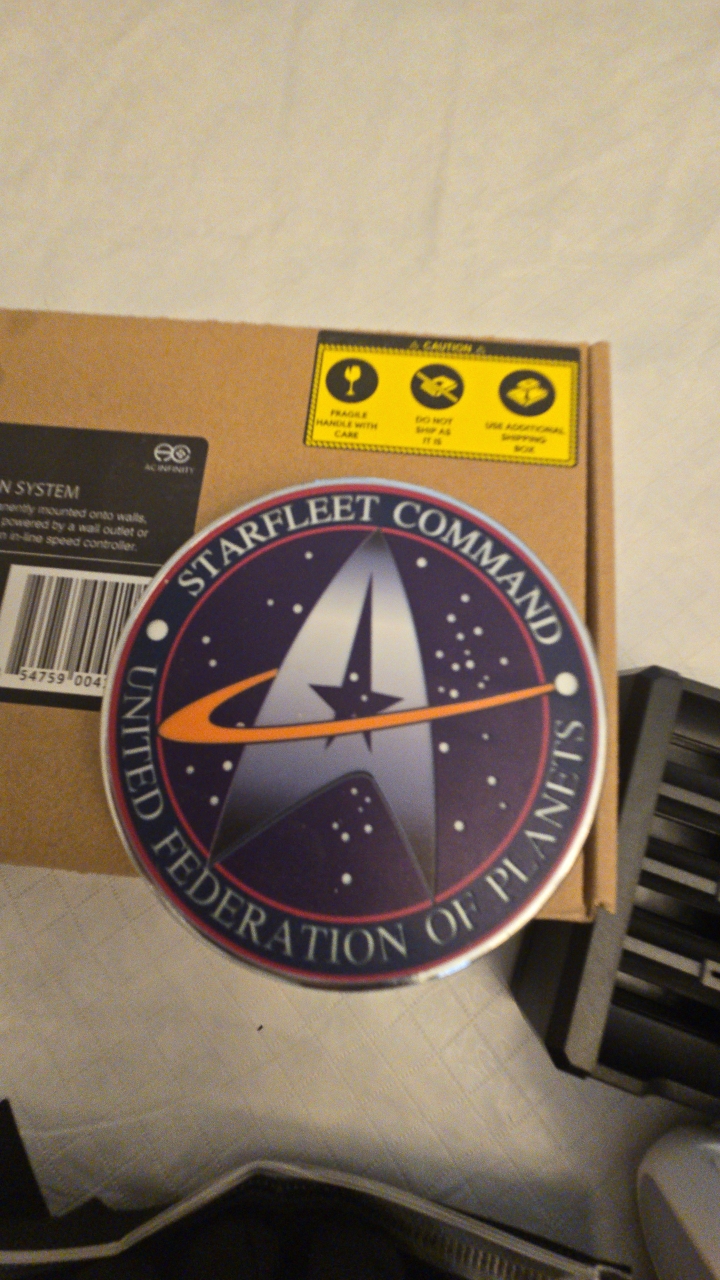 ⚠ CAUTION ⚠
FRAGILE
HANDLE WITH
CARE
DO NOT
SHIP AS
IT IS
USE ADDITIONAL
SHIPPING
BOX
AC INFINITY
N SYSTEM
nently mounted onto walls,
powered by a wall outlet or
n in-line speed controller.
54759 004
STARFLEET COMMAND
UNITED FEDERATION OF PLANETS